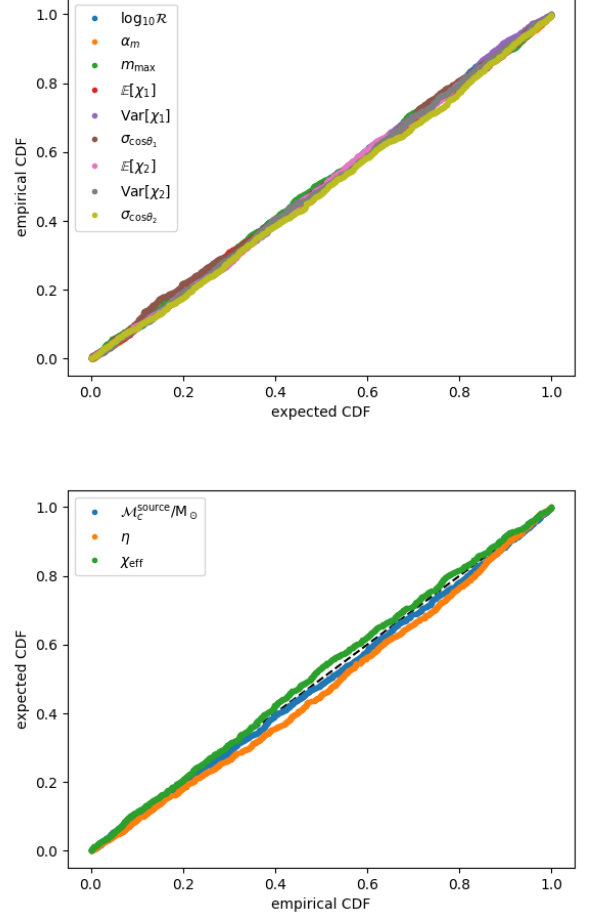 log₁₀ ℛ
αₘ
m_max
𝔼[χ₁]
Var[χ₁]
σ_cosθ₁
𝔼[χ₂]
Var[χ₂]
σ_cosθ₂
empirical CDF
1.0
0.8
0.6
0.4
0.2
0.0
0.0 0.2 0.4 0.6 0.8 1.0
expected CDF
ℳ_c^source/M_⊙
η
χ_eff
expected CDF
1.0
0.8
0.6
0.4
0.2
0.0
0.0 0.2 0.4 0.6 0.8 1.0
empirical CDF